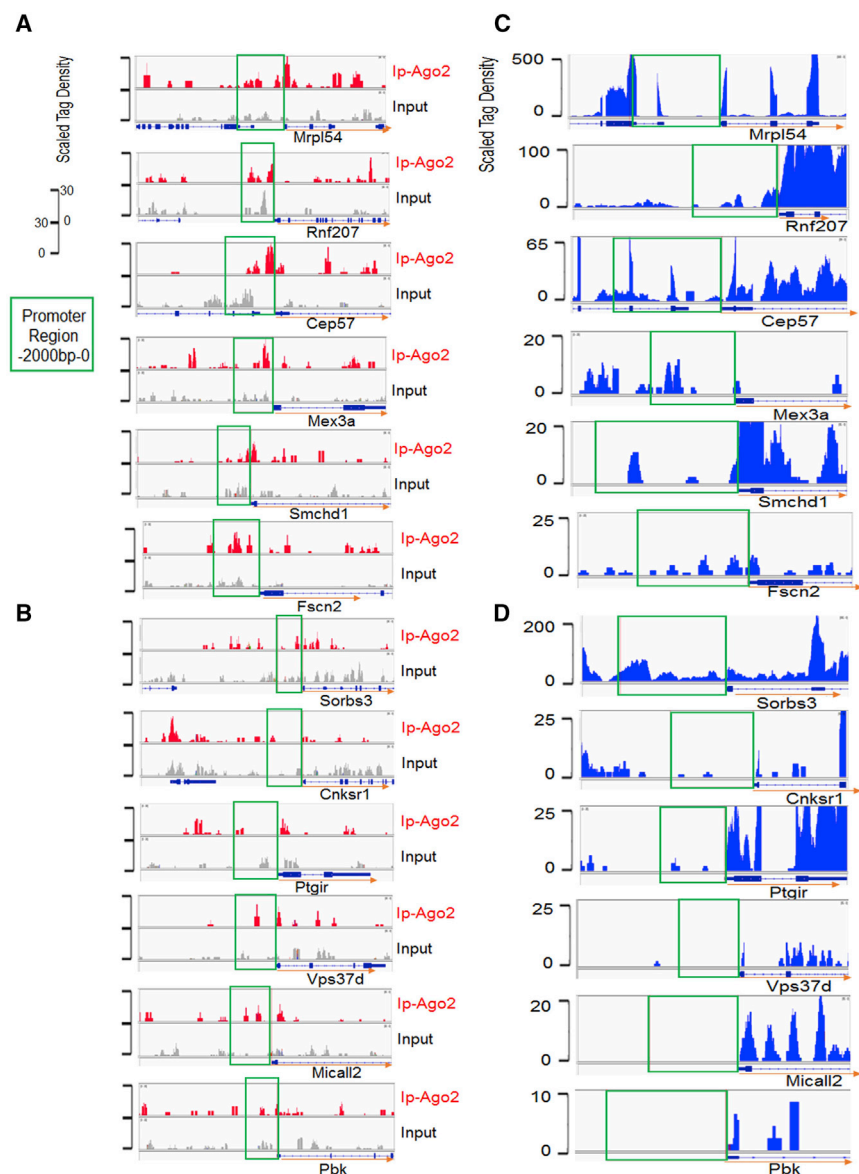 A
Scaled Tag Density
30
30
0
0
Promoter
Region
-2000bp-0
Ip-Ago2
Input
Mrpl54
Ip-Ago2
Input
Rnf207
Ip-Ago2
Input
Cep57
Ip-Ago2
Input
Mex3a
Ip-Ago2
Input
Smchd1
Ip-Ago2
Input
Fscn2
B
Ip-Ago2
Input
Sorbs3
Ip-Ago2
Input
Cnksr1
Ip-Ago2
Input
Ptgir
Ip-Ago2
Input
Vps37d
Ip-Ago2
Input
Micall2
Ip-Ago2
Input
Pbk
C
Scaled Tag Density
500
0
Mrpl54
100
0
Rnf207
65
0
Cep57
20
0
Mex3a
20
0
Smchd1
25
0
Fscn2
D
200
0
Sorbs3
25
0
Cnksr1
25
0
Ptgir
25
0
Vps37d
20
0
Micall2
10
0
Pbk